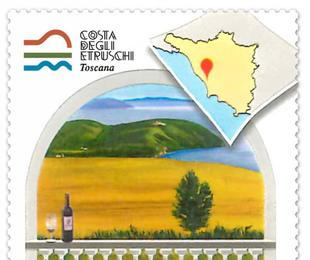 COSTA
DEGLI
ETRUSCHI
Toscana